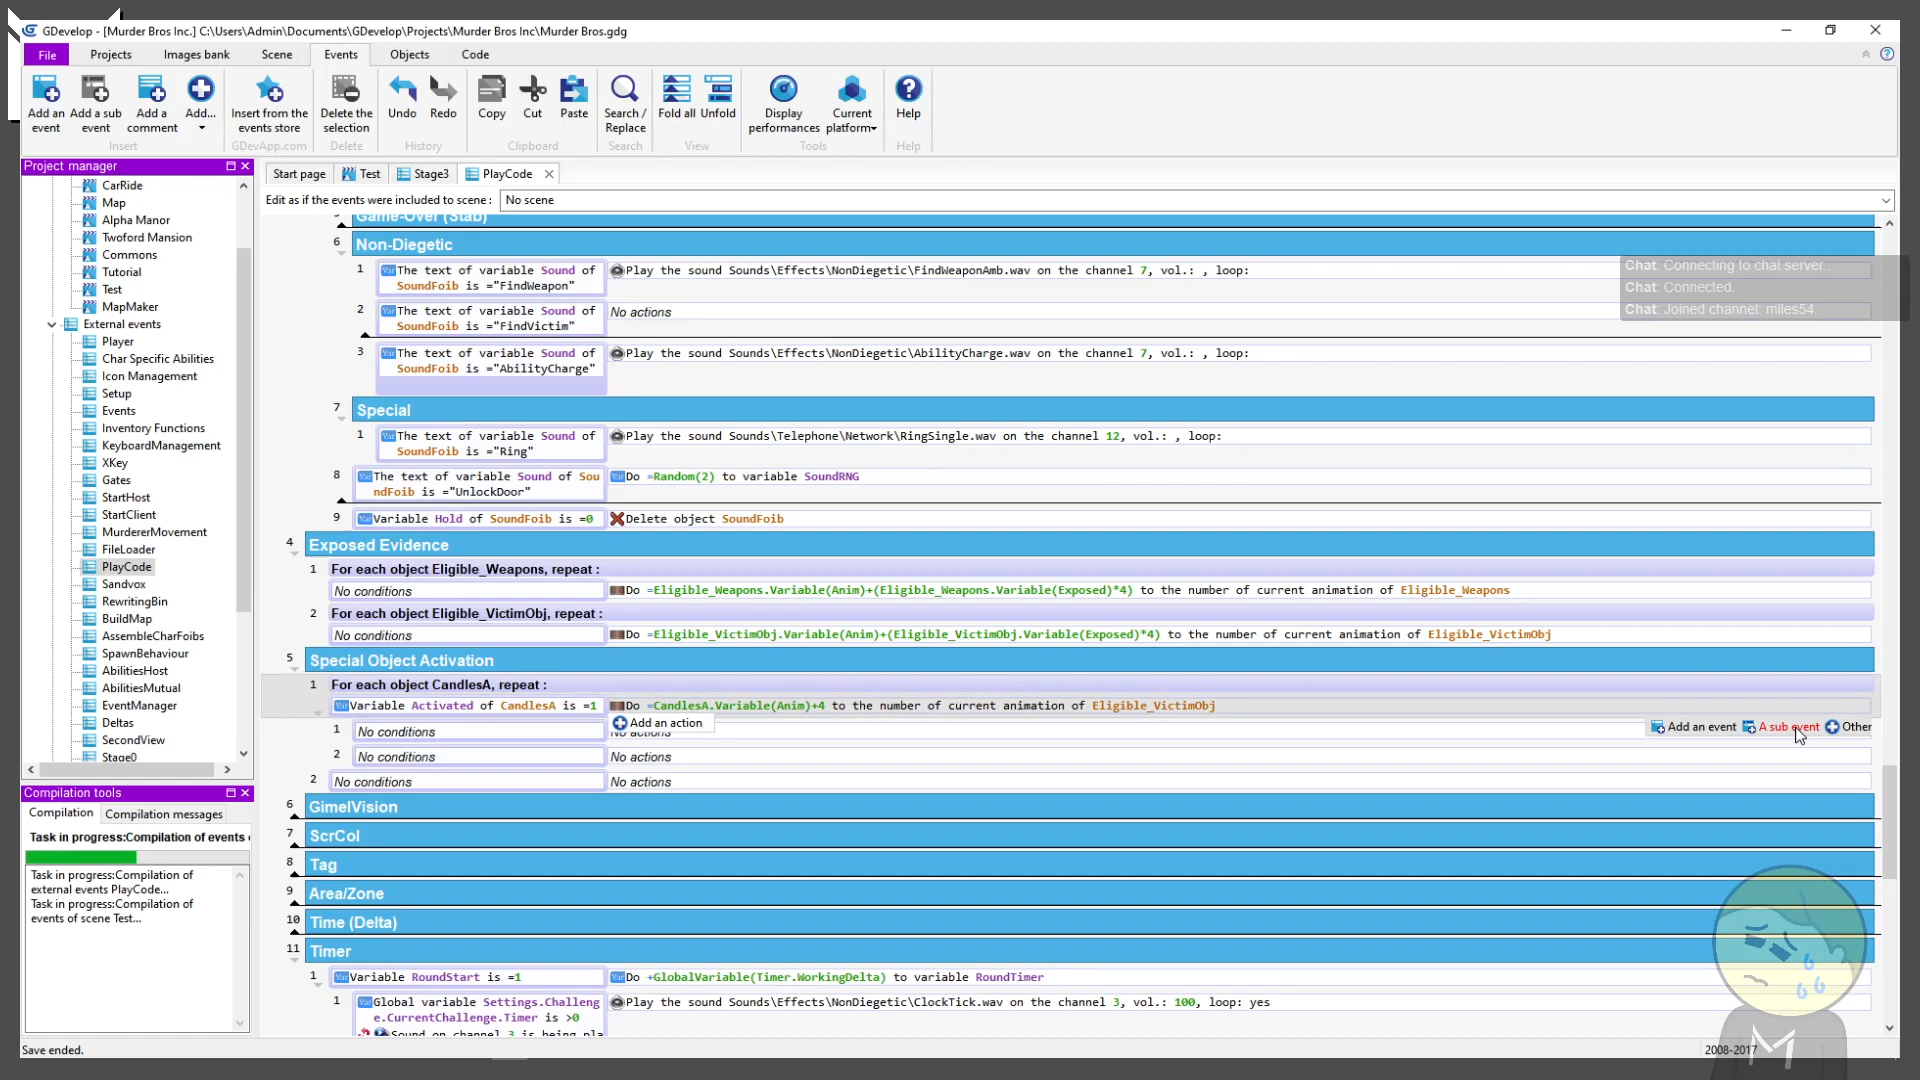 GDevelop - [Murder Bros Inc.] C:\Users\Admin\Documents\GDevelop\Projects\Murder Bros Inc\Murder Bros.gdg
File Projects Images bank Scene Events Objects Code
Add an event
Add a sub event
Add a comment
Add...
Insert from the events store
Delete the selection
Undo
Redo
Copy
Cut
Paste
Search / Replace
Fold all
Unfold
Display performances
Current platform
Help
Insert GDevApp.com Delete History Clipboard Search View Tools Help
Project manager
CarRide
Map
Alpha Manor
Twoford Mansion
Commons
Tutorial
Test
MapMaker
External events
Player
Char Specific Abilities
Icon Management
Setup
Events
Inventory Functions
KeyboardManagement
XKey
Gates
StartHost
StartClient
MurdererMovement
FileLoader
PlayCode
Sandvox
RewritingBin
BuildMap
AssembleCharFoibs
SpawnBehaviour
AbilitiesHost
AbilitiesMutual
EventManager
Deltas
SecondView
Stage0
Compilation tools
Compilation Compilation messages
Task in progress:Compilation of events
Task in progress:Compilation of
external events PlayCode...
Task in progress:Compilation of
events of scene Test...
Save ended.
Start page Test Stage3 PlayCode
Edit as if the events were included to scene : No scene
Game-Over (Stab)
6 Non-Diegetic
1 The text of variable Sound of SoundFoib is ="FindWeapon" Play the sound Sounds\Effects\NonDiegetic\FindWeaponAmb.wav on the channel 7, vol.: , loop:
2 The text of variable Sound of SoundFoib is ="FindVictim" No actions
3 The text of variable Sound of SoundFoib is ="AbilityCharge" Play the sound Sounds\Effects\NonDiegetic\AbilityCharge.wav on the channel 7, vol.: , loop:
7 Special
1 The text of variable Sound of SoundFoib is ="Ring" Play the sound Sounds\Telephone\Network\RingSingle.wav on the channel 12, vol.: , loop:
8 The text of variable Sound of SoundFoib is ="UnlockDoor" Do =Random(2) to variable SoundRNG
9 Variable Hold of SoundFoib is =0 Delete object SoundFoib
4 Exposed Evidence
1 For each object Eligible_Weapons, repeat :
No conditions Do =Eligible_Weapons.Variable(Anim)+(Eligible_Weapons.Variable(Exposed)*4) to the number of current animation of Eligible_Weapons
2 For each object Eligible_VictimObj, repeat :
No conditions Do =Eligible_VictimObj.Variable(Anim)+(Eligible_VictimObj.Variable(Exposed)*4) to the number of current animation of Eligible_VictimObj
5 Special Object Activation
1 For each object CandlesA, repeat :
Variable Activated of CandlesA is =1 Do =CandlesA.Variable(Anim)+4 to the number of current animation of Eligible_VictimObj
Add an action
Add an event A sub event Other
1 No conditions No actions
2 No conditions No actions
2 No conditions No actions
6 GimelVision
7 ScrCol
8 Tag
9 Area/Zone
10 Time (Delta)
11 Timer
1 Variable RoundStart is =1 Do +GlobalVariable(Timer.WorkingDelta) to variable RoundTimer
1 Global variable Settings.Challenge.CurrentChallenge.Timer is >0 Play the sound Sounds\Effects\NonDiegetic\ClockTick.wav on the channel 3, vol.: 100, loop: yes
Sound on channel 3 is being pla
Chat: Connecting to chat server..
Chat: Connected.
Chat: Joined channel: miles54.
2008-2017